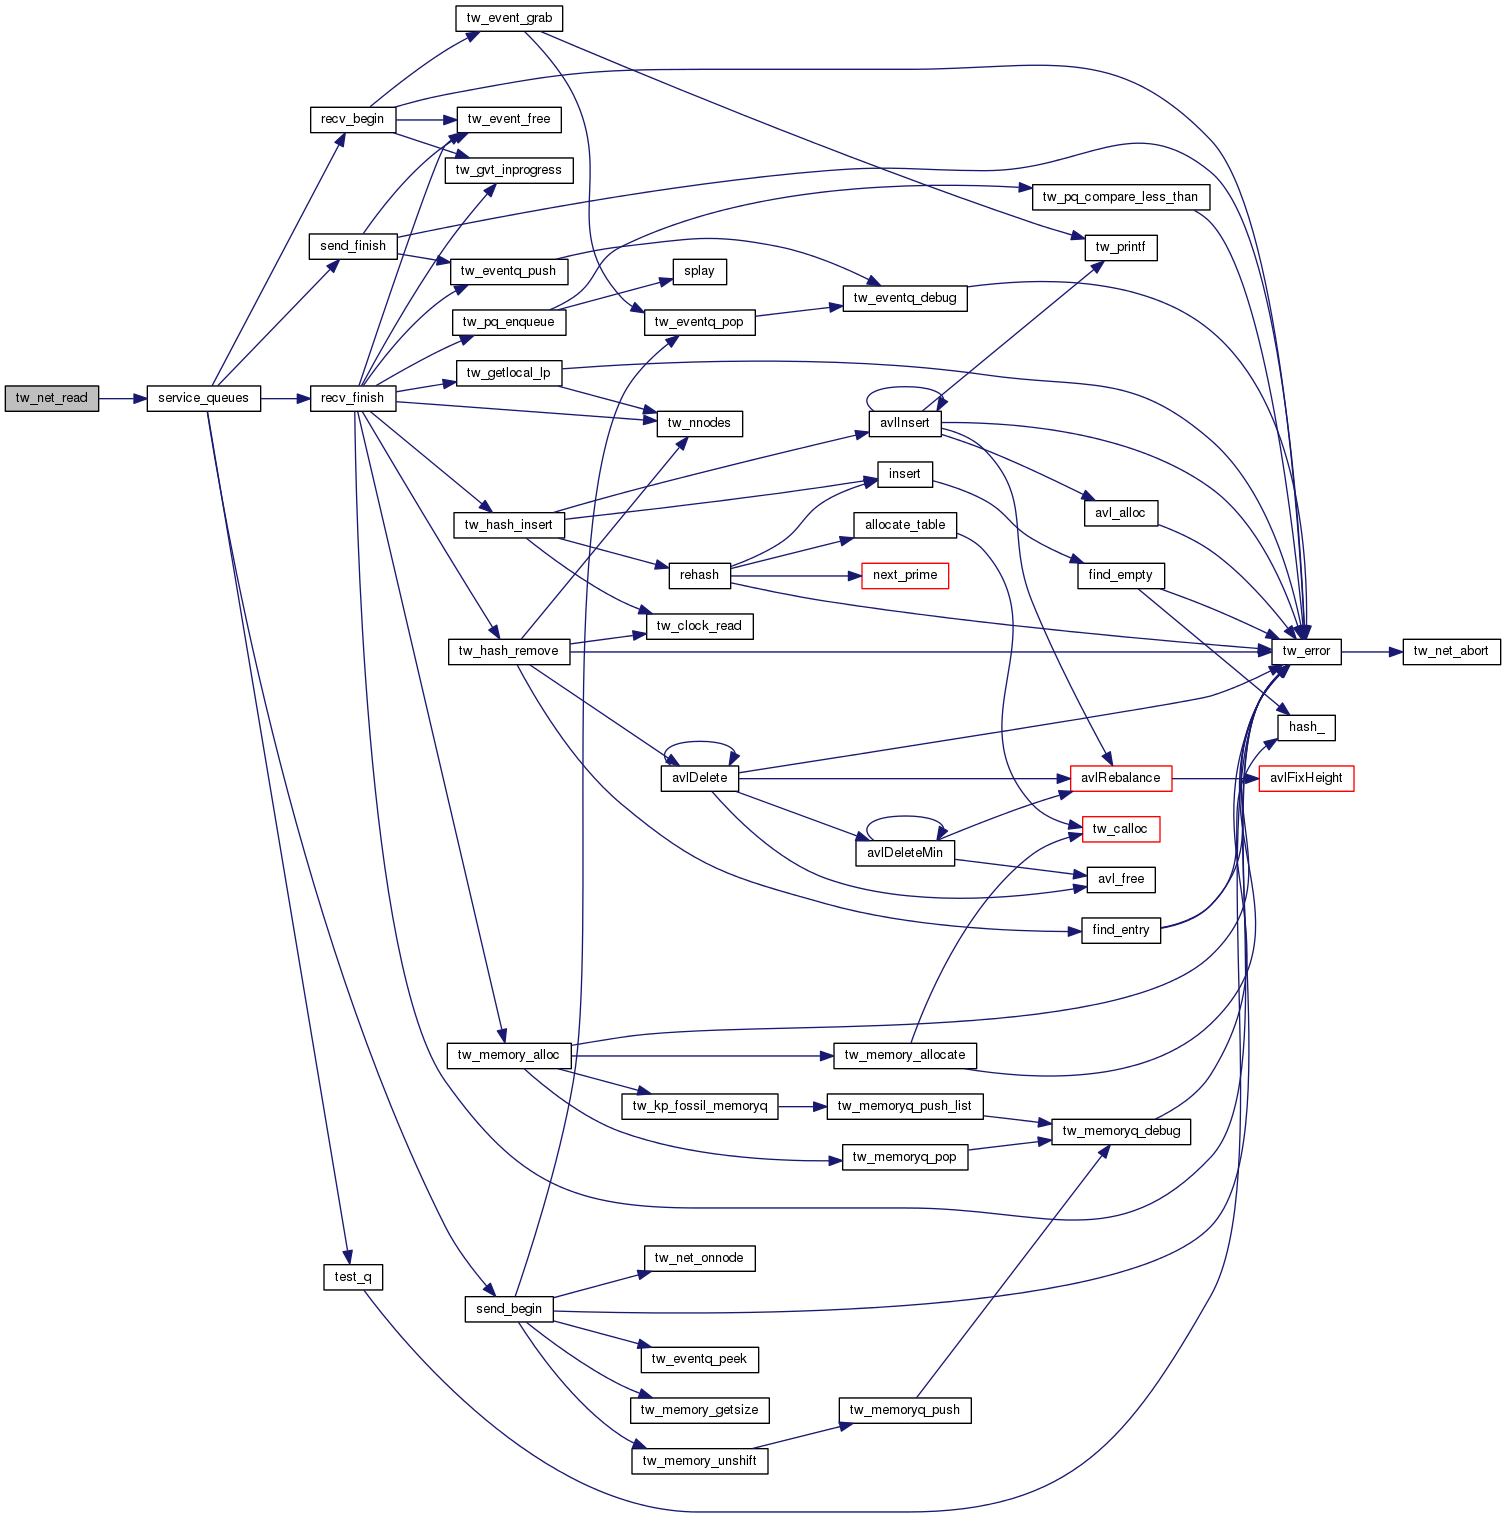 tw_event_grab
recv_begin
tw_event_free
tw_gvt_inprogress
tw_pq_compare_less_than
send_finish
tw_printf
tw_eventq_push
splay
tw_eventq_debug
tw_pq_enqueue
tw_eventq_pop
tw_getlocal_lp
tw_net_read
service_queues
recv_finish
tw_nnodes
avlInsert
insert
avl_alloc
tw_hash_insert
allocate_table
rehash
next_prime
find_empty
tw_clock_read
tw_hash_remove
tw_error
tw_net_abort
hash_
avlDelete
avlRebalance
avlFixHeight
tw_calloc
avlDeleteMin
avl_free
find_entry
tw_memory_alloc
tw_memory_allocate
tw_kp_fossil_memoryq
tw_memoryq_push_list
tw_memoryq_debug
tw_memoryq_pop
tw_net_onnode
test_q
send_begin
tw_eventq_peek
tw_memory_getsize
tw_memoryq_push
tw_memory_unshift